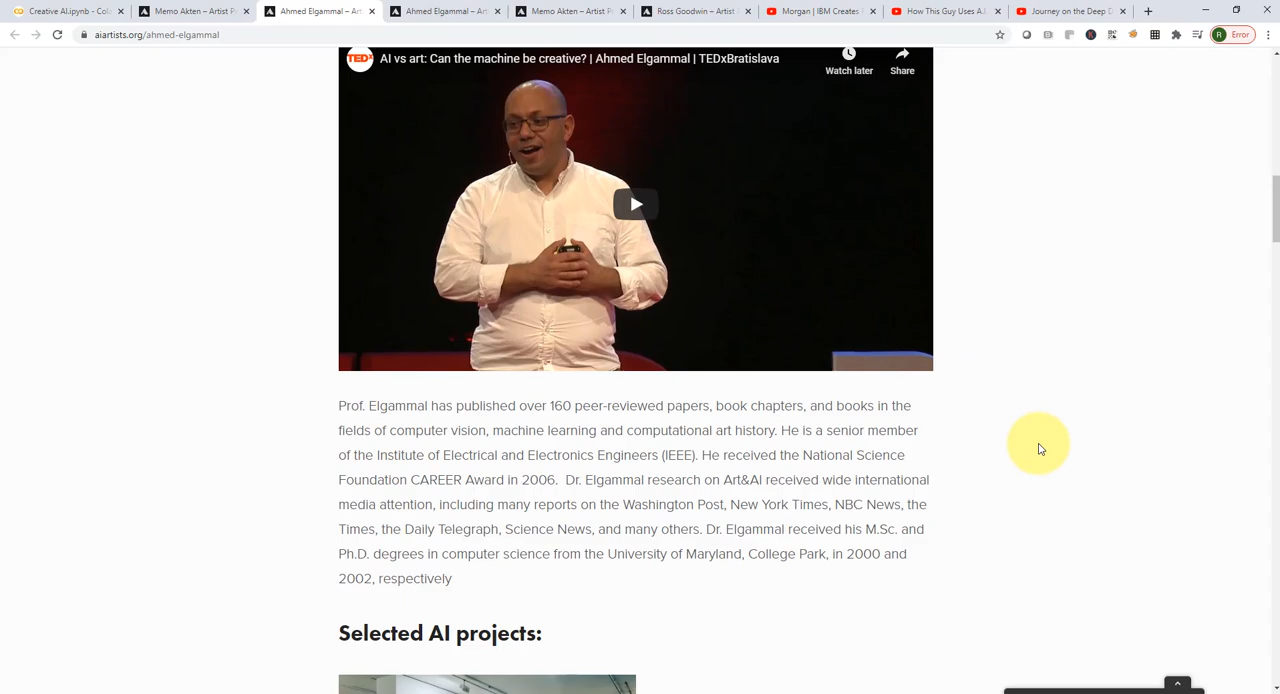 Creative AI.ipynb - Col
Memo Akten – Artist P
Ahmed Elgammal – Art
Ahmed Elgammal – Art
Memo Akten – Artist P
Ross Goodwin – Artist
Morgan | IBM Creates F
How This Guy Uses A.I
Journey on the Deep D
aiartists.org/ahmed-elgammal
R Error
TEDx
AI vs art: Can the machine be creative? | Ahmed Elgammal | TEDxBratislava
Watch later
Share
Prof. Elgammal has published over 160 peer-reviewed papers, book chapters, and books in the
fields of computer vision, machine learning and computational art history. He is a senior member
of the Institute of Electrical and Electronics Engineers (IEEE). He received the National Science
Foundation CAREER Award in 2006.  Dr. Elgammal research on Art&AI received wide international
media attention, including many reports on the Washington Post, New York Times, NBC News, the
Times, the Daily Telegraph, Science News, and many others. Dr. Elgammal received his M.Sc. and
Ph.D. degrees in computer science from the University of Maryland, College Park, in 2000 and
2002, respectively
Selected AI projects: